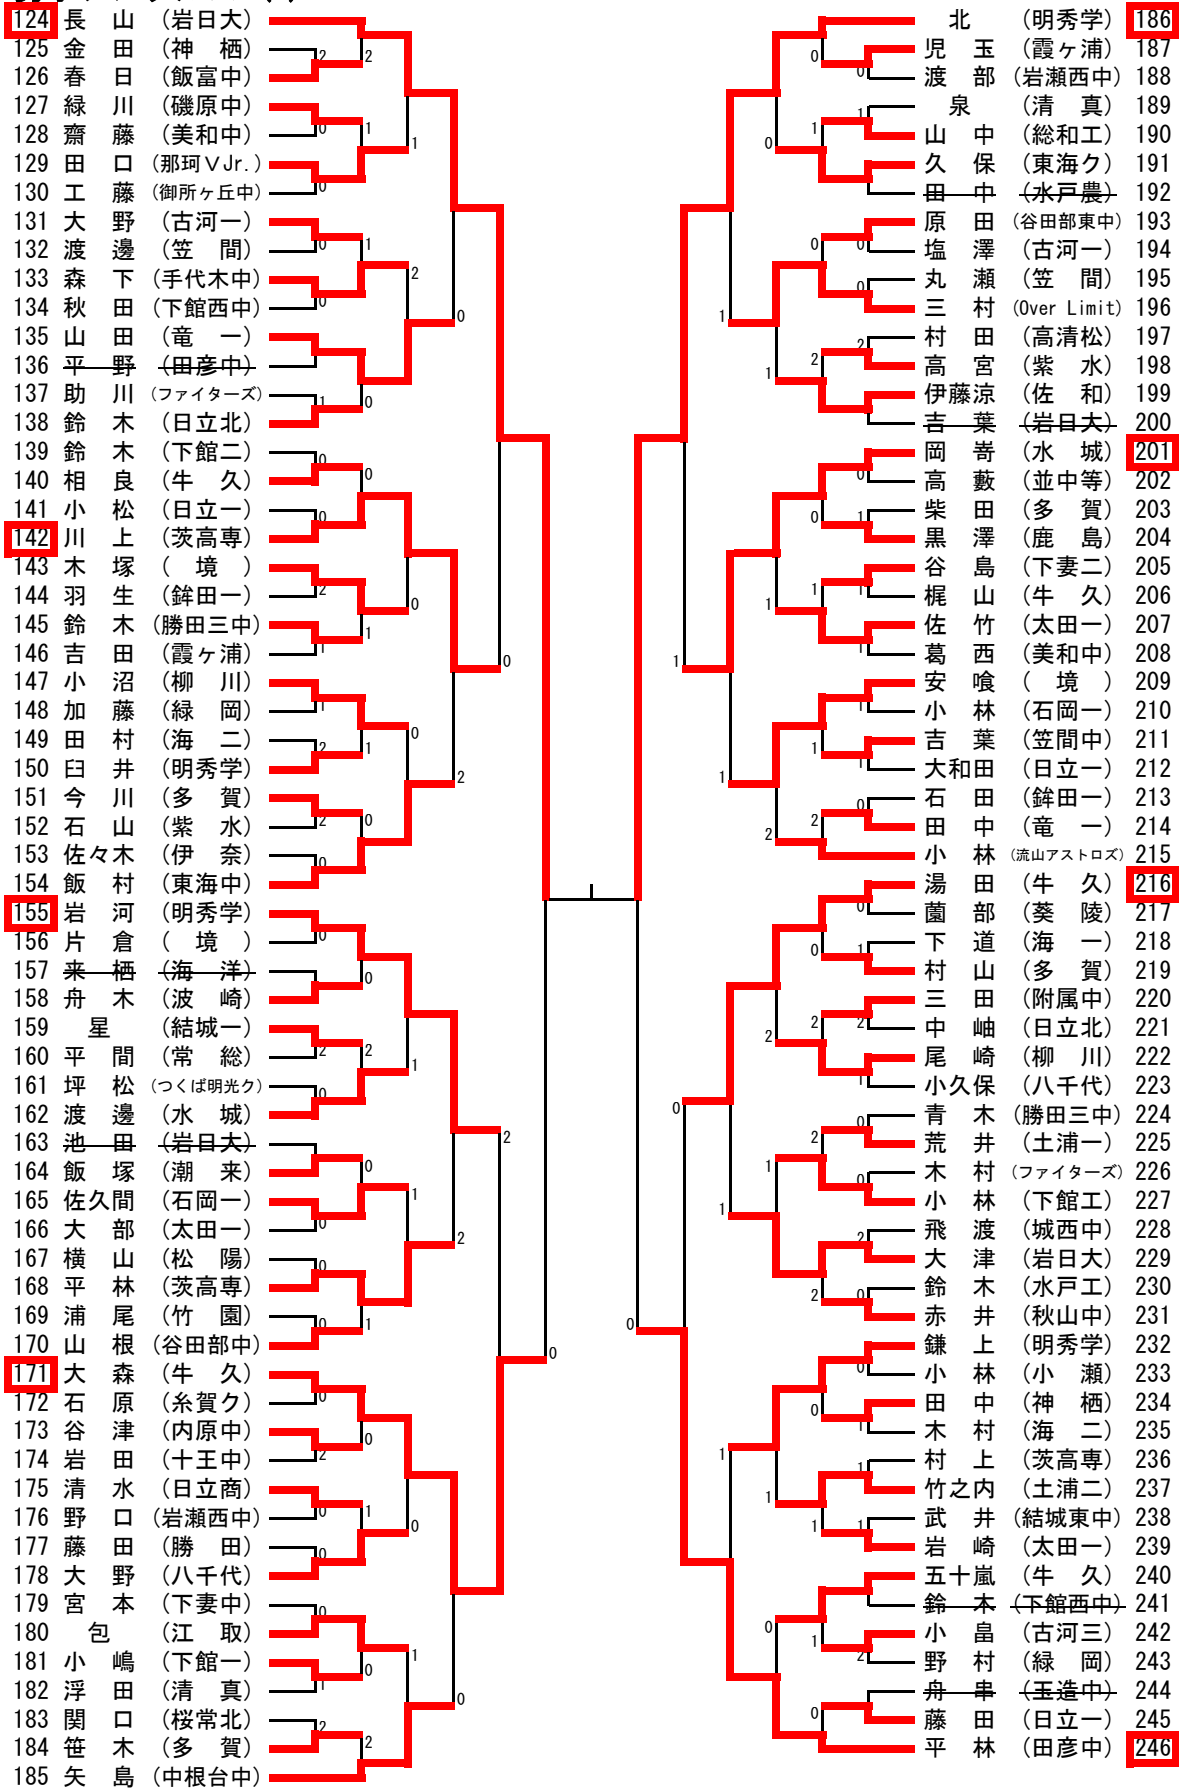 124 長山 (岩日大)
125 金田 (神栖)
126 春日 (飯富中)
127 緑川 (磯原中)
128 齋藤 (美和中)
129 田口 (那珂VJr.)
130 工藤 (御所ヶ丘中)
131 大野 (古河一)
132 渡邊 (笠間)
133 森下 (手代木中)
134 秋田 (下館西中)
135 山田 (竜一)
136 平野 (田彦中)
137 助川 (ファイターズ)
138 鈴木 (日立北)
139 鈴木 (下館二)
140 相良 (牛久)
141 小松 (日立一)
142 川上 (茨高専)
143 木塚 (境)
144 羽生 (鉾田一)
145 鈴木 (勝田三中)
146 吉田 (霞ヶ浦)
147 小沼 (柳川)
148 加藤 (緑岡)
149 田村 (海二)
150 臼井 (明秀学)
151 今川 (多賀)
152 石山 (紫水)
153 佐々木 (伊奈)
154 飯村 (東海中)
155 岩河 (明秀学)
156 片倉 (境)
157 来栖 (海洋)
158 舟木 (波崎)
159 星 (結城一)
160 平間 (常総)
161 坪松 (つくば明光ク)
162 渡邊 (水城)
163 池田 (岩日大)
164 飯塚 (潮来)
165 佐久間 (石岡一)
166 大部 (太田一)
167 横山 (松陽)
168 平林 (茨高専)
169 浦尾 (竹園)
170 山根 (谷田部中)
171 大森 (牛久)
172 石原 (糸賀ク)
173 谷津 (内原中)
174 岩田 (十王中)
175 清水 (日立商)
176 野口 (岩瀬西中)
177 藤田 (勝田)
178 大野 (八千代)
179 宮本 (下妻中)
180 包 (江取)
181 小嶋 (下館一)
182 浮田 (清真)
183 関口 (桜常北)
184 笹木 (多賀)
185 矢島 (中根台中)
北 (明秀学) 186
児玉 (霞ヶ浦) 187
渡部 (岩瀬西中) 188
泉 (清真) 189
山中 (総和工) 190
久保 (東海ク) 191
田中 (水戸農) 192
原田 (谷田部東中) 193
塩澤 (古河一) 194
丸瀬 (笠間) 195
三村 (Over Limit) 196
村田 (高清松) 197
高宮 (紫水) 198
伊藤涼 (佐和) 199
吉葉 (岩日大) 200
岡嵜 (水城) 201
高藪 (並中等) 202
柴田 (多賀) 203
黒澤 (鹿島) 204
谷島 (下妻二) 205
梶山 (牛久) 206
佐竹 (太田一) 207
葛西 (美和中) 208
安喰 (境) 209
小林 (石岡一) 210
吉葉 (笠間中) 211
大和田 (日立一) 212
石田 (鉾田一) 213
田中 (竜一) 214
小林 (流山アストロズ) 215
湯田 (牛久) 216
薗部 (葵陵) 217
下道 (海一) 218
村山 (多賀) 219
三田 (附属中) 220
中岫 (日立北) 221
尾崎 (柳川) 222
小久保 (八千代) 223
青木 (勝田三中) 224
荒井 (土浦一) 225
木村 (ファイターズ) 226
小林 (下館工) 227
飛渡 (城西中) 228
大津 (岩日大) 229
鈴木 (水戸工) 230
赤井 (秋山中) 231
鎌上 (明秀学) 232
小林 (小瀬) 233
田中 (神栖) 234
木村 (海二) 235
村上 (茨高専) 236
竹之内 (土浦二) 237
武井 (結城東中) 238
岩崎 (太田一) 239
五十嵐 (牛久) 240
鈴木 (下館西中) 241
小畠 (古河三) 242
野村 (緑岡) 243
舟串 (玉造中) 244
藤田 (日立一) 245
平林 (田彦中) 246